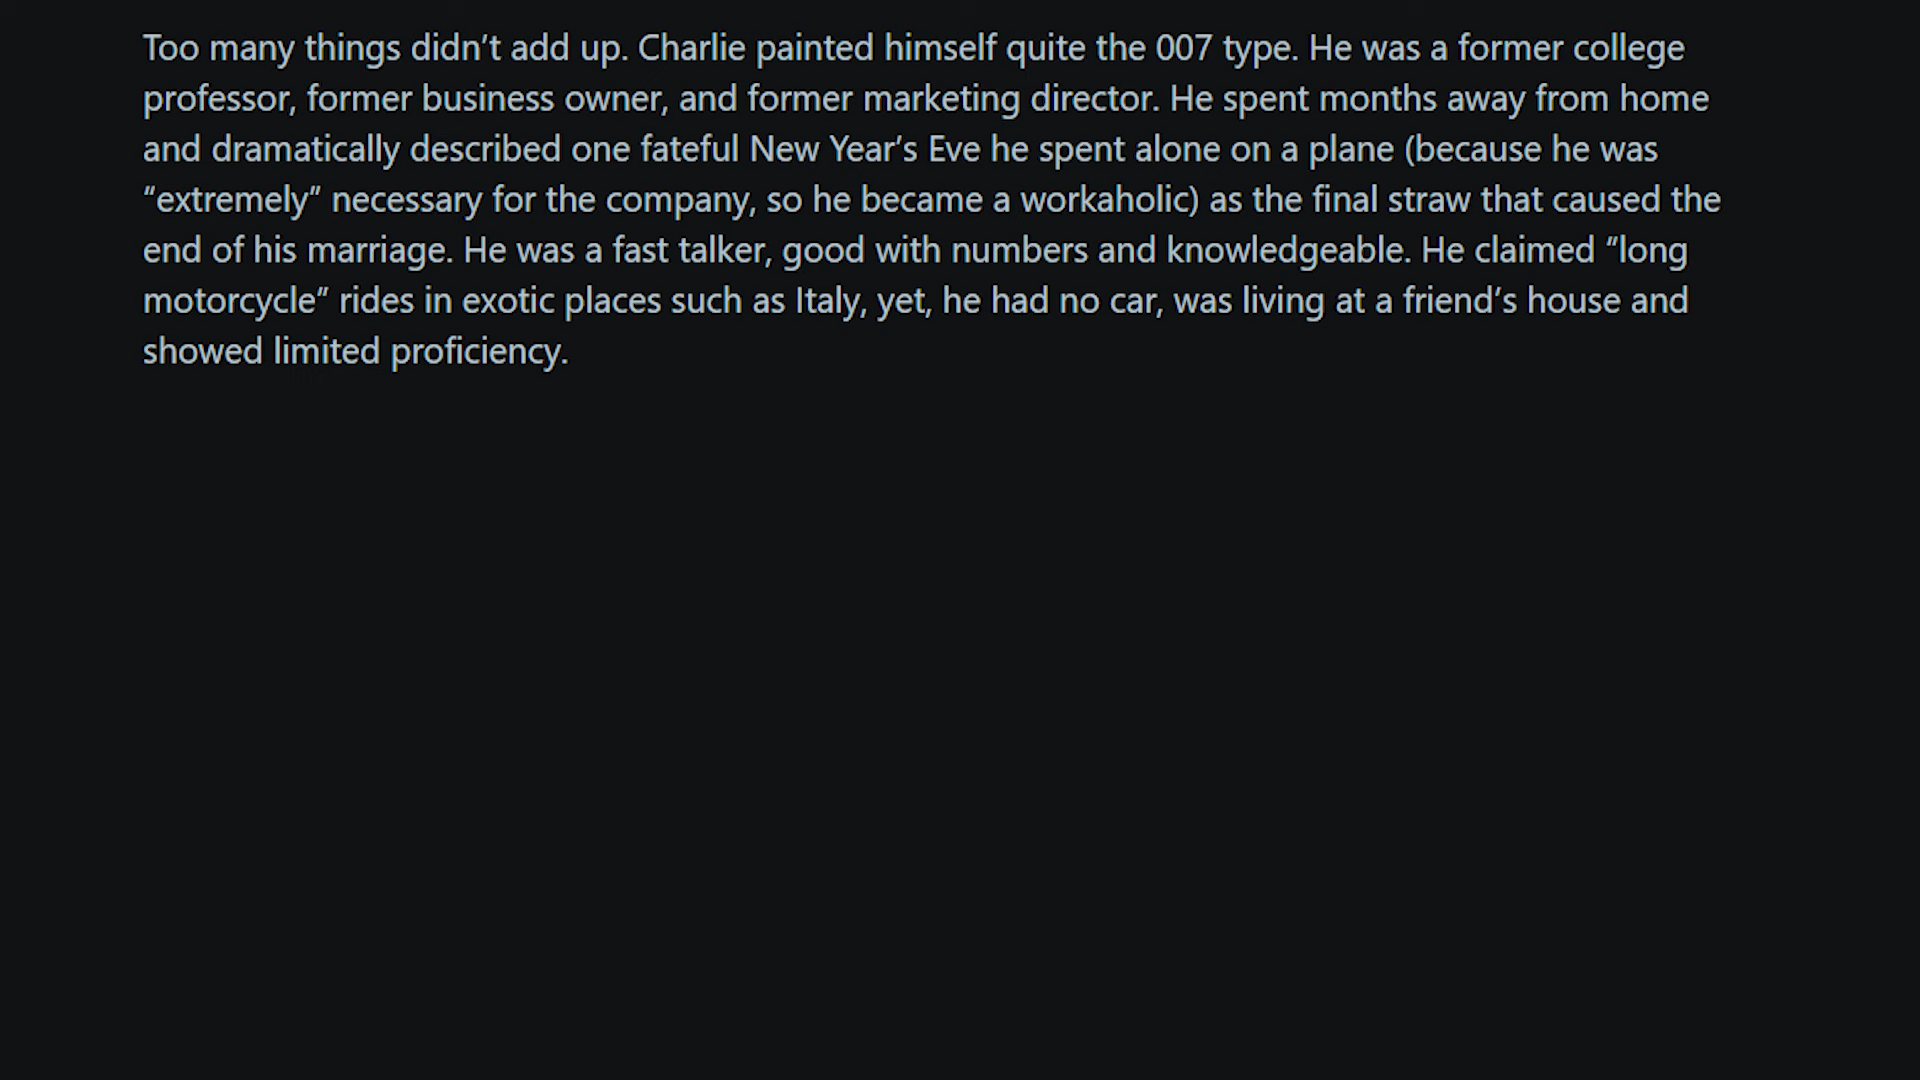 Too many things didn’t add up. Charlie painted himself quite the 007 type. He was a former college
professor, former business owner, and former marketing director. He spent months away from home
and dramatically described one fateful New Year’s Eve he spent alone on a plane (because he was
“extremely” necessary for the company, so he became a workaholic) as the final straw that caused the
end of his marriage. He was a fast talker, good with numbers and knowledgeable. He claimed “long
motorcycle” rides in exotic places such as Italy, yet, he had no car, was living at a friend’s house and
showed limited proficiency.